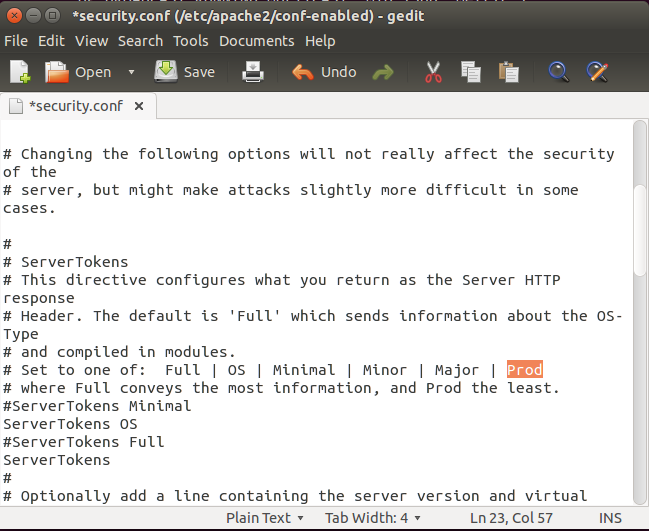 *security.conf (/etc/apache2/conf-enabled) - gedit
File Edit View Search Tools Documents Help
Open Save Undo
*security.conf
# Changing the following options will not really affect the security
of the
# server, but might make attacks slightly more difficult in some
cases.
#
# ServerTokens
# This directive configures what you return as the Server HTTP
response
# Header. The default is 'Full' which sends information about the OS-
Type
# and compiled in modules.
# Set to one of:  Full | OS | Minimal | Minor | Major | Prod
# where Full conveys the most information, and Prod the least.
#ServerTokens Minimal
ServerTokens OS
#ServerTokens Full
ServerTokens
#
# Optionally add a line containing the server version and virtual
Plain Text Tab Width: 4 Ln 23, Col 57 INS